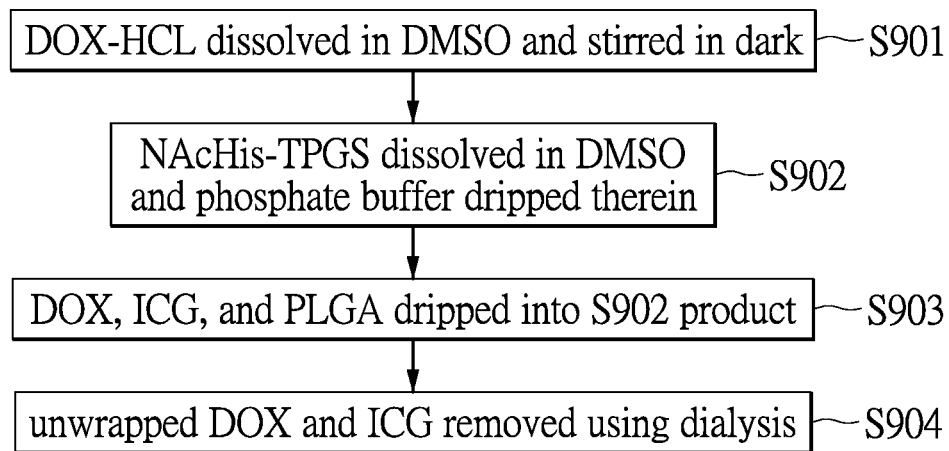 DOX-HCL dissolved in DMSO and stirred in dark S901
NAcHis-TPGS dissolved in DMSO
and phosphate buffer dripped therein S902
DOX, ICG, and PLGA dripped into S902 product S903
unwrapped DOX and ICG removed using dialysis S904